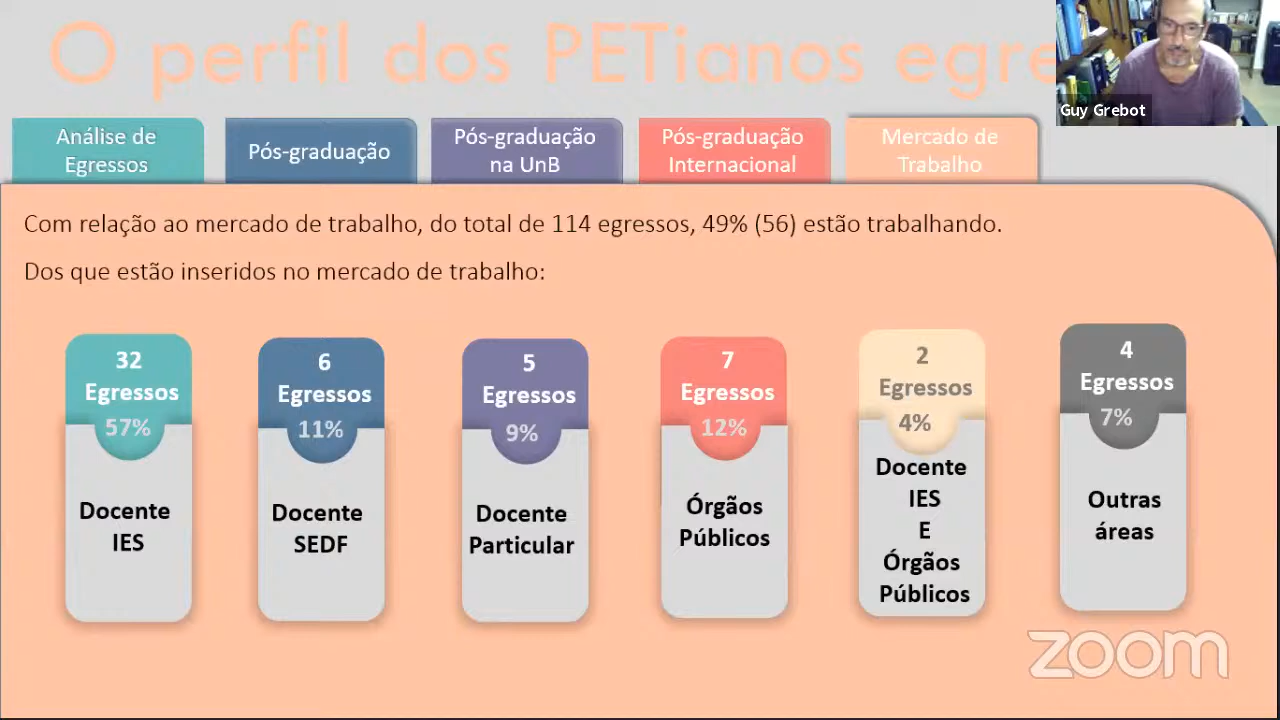 O perfil dos PETianos egre
Guy Grebot
Análise de
Egressos
Pós-graduação
Pós-graduação
na UnB
Pós-graduação
Internacional
Mercado de
Trabalho
Com relação ao mercado de trabalho, do total de 114 egressos, 49% (56) estão trabalhando.
Dos que estão inseridos no mercado de trabalho:
32
Egressos
57%
Docente
IES
6
Egressos
11%
Docente
SEDF
5
Egressos
9%
Docente
Particular
7
Egressos
12%
Órgãos
Públicos
2
Egressos
4%
Docente
IES
E
Órgãos
Públicos
4
Egressos
7%
Outras
áreas
zoom